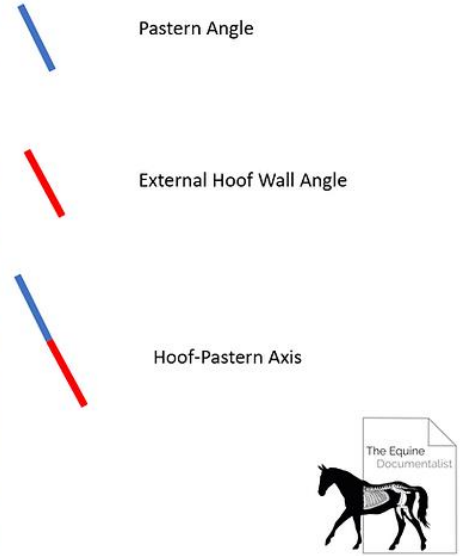 Pastern Angle
External Hoof Wall Angle
Hoof-Pastern Axis
The Equine
Documentalist